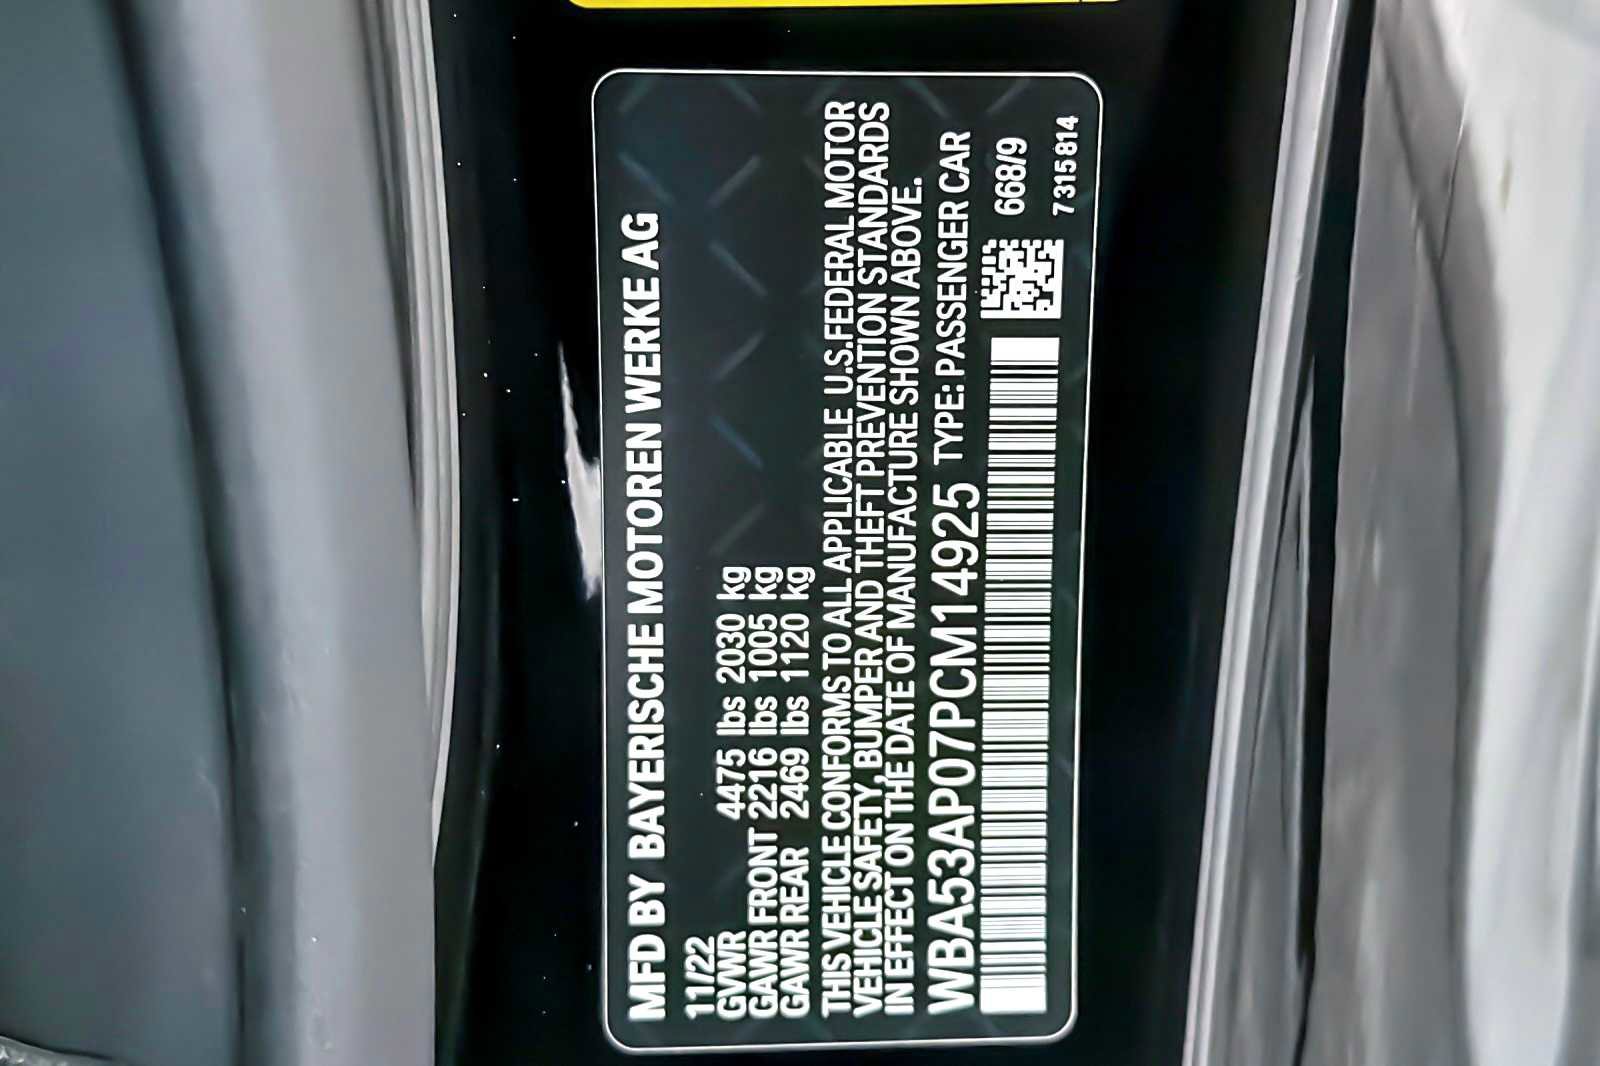 MFD BY BAYERISCHE MOTOREN WERKE AG
11/22
GVWR 4475 lbs 2030 kg
GAWR FRONT 2216 lbs 1005 kg
GAWR REAR 2469 lbs 1120 kg
THIS VEHICLE CONFORMS TO ALL APPLICABLE U.S.FEDERAL MOTOR
VEHICLE SAFETY, BUMPER AND THEFT PREVENTION STANDARDS
IN EFFECT ON THE DATE OF MANUFACTURE SHOWN ABOVE.
WBA53AP07PCM14925 TYPE: PASSENGER CAR
668/9
7315814